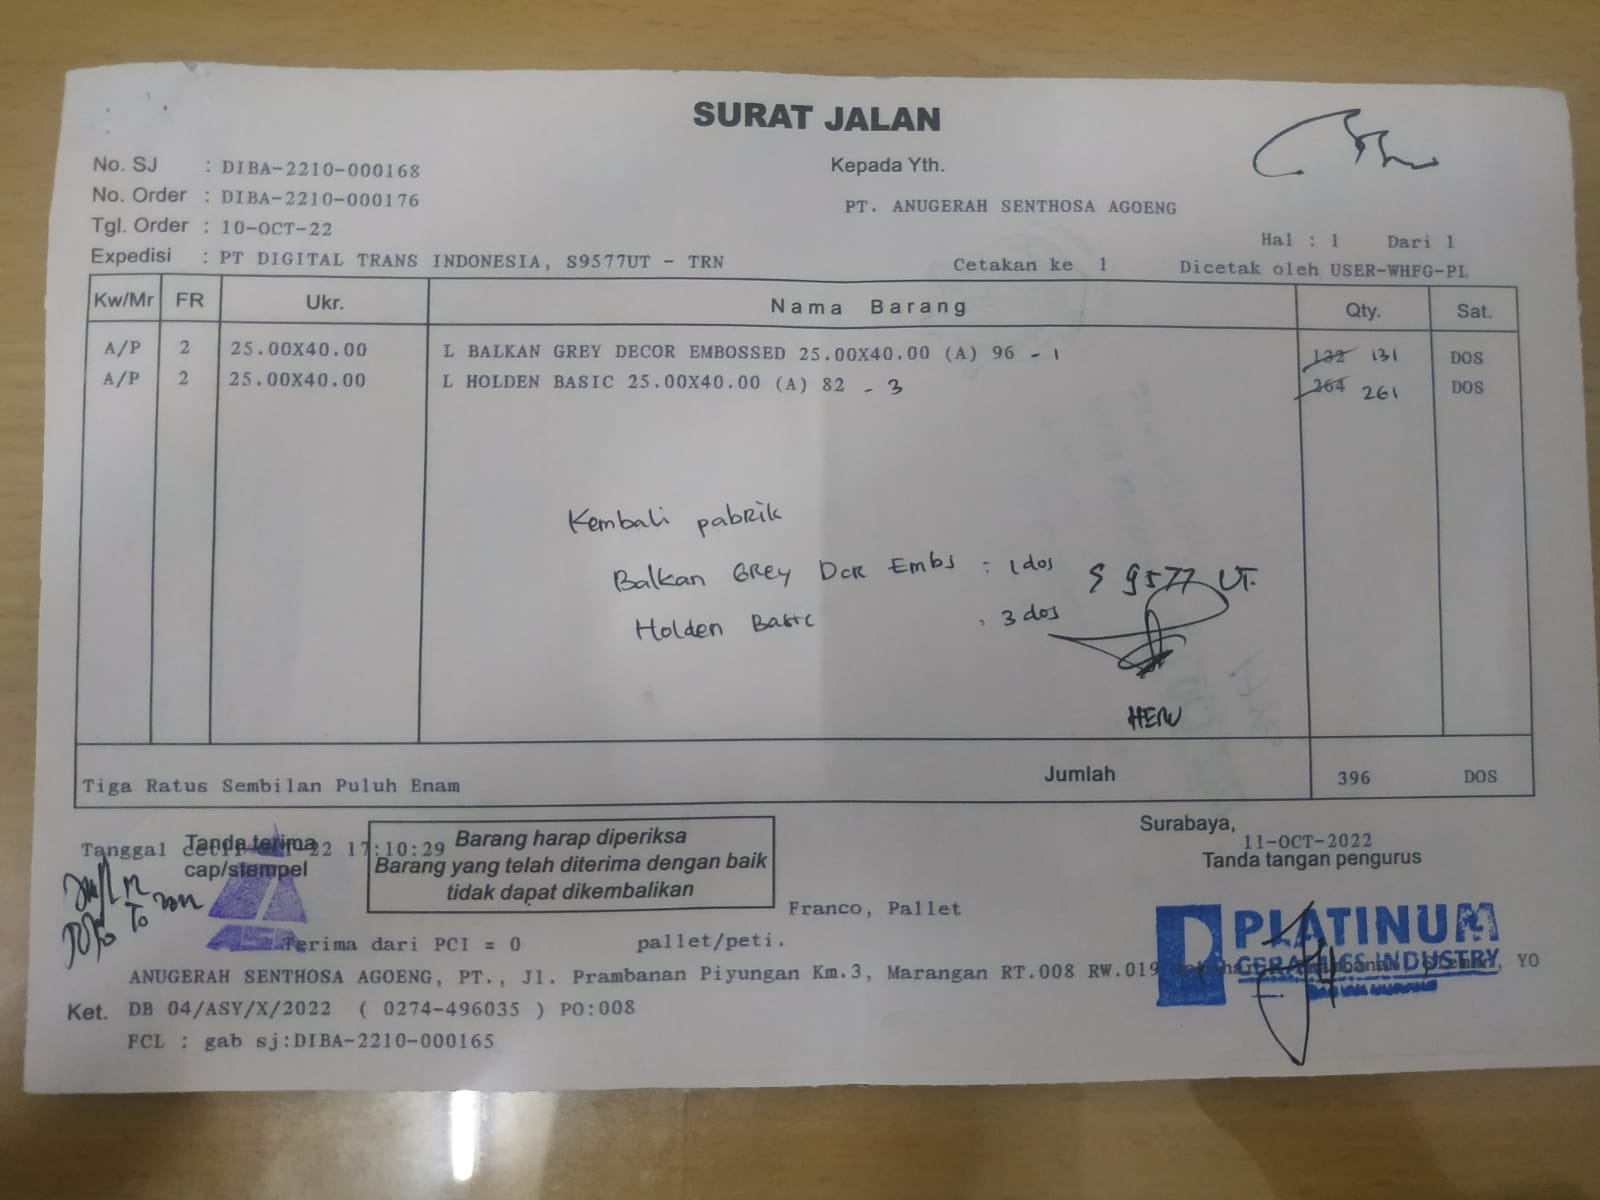 SURAT JALAN
No. SJ : DIBA-2210-000168
Kepada Yth.
No. Order : DIBA-2210-000176
PT. ANUGERAH SENTHOSA AGOENG
Tgl. Order : 10-OCT-22
Hal : 1 Dari 1
Expedisi : PT DIGITAL TRANS INDONESIA, S9577UT - TRN
Cetakan ke 1
Dicetak oleh USER-WHFG-PL
Kw/Mr FR Ukr. Nama Barang Qty. Sat.
A/P 2 25.00X40.00 L BALKAN GREY DECOR EMBOSSED 25.00X40.00 (A) 96 - 1 132 131 DOS
A/P 2 25.00X40.00 L HOLDEN BASIC 25.00X40.00 (A) 82 - 3 264 261 DOS
Kembali pabrik
Balkan Grey Dcr Embs : 1 dos S 9577 UT.
Holden Basic : 3 dos
HERU
Tiga Ratus Sembilan Puluh Enam Jumlah 396 DOS
Surabaya, 11-OCT-2022
Tanda tangan pengurus
Tanggal 17:10:29
Tanda terima
cap/stempel
Barang harap diperiksa
Barang yang telah diterima dengan baik
tidak dapat dikembalikan
Franco, Pallet
PLATINUM
CERAMICS INDUSTRY
Terima dari PCI = 0 pallet/peti.
ANUGERAH SENTHOSA AGOENG, PT., Jl. Prambanan Piyungan Km.3, Marangan RT.008 RW.019 YO
Ket. DB 04/ASY/X/2022 ( 0274-496035 ) PO:008
FCL : gab sj:DIBA-2210-000165